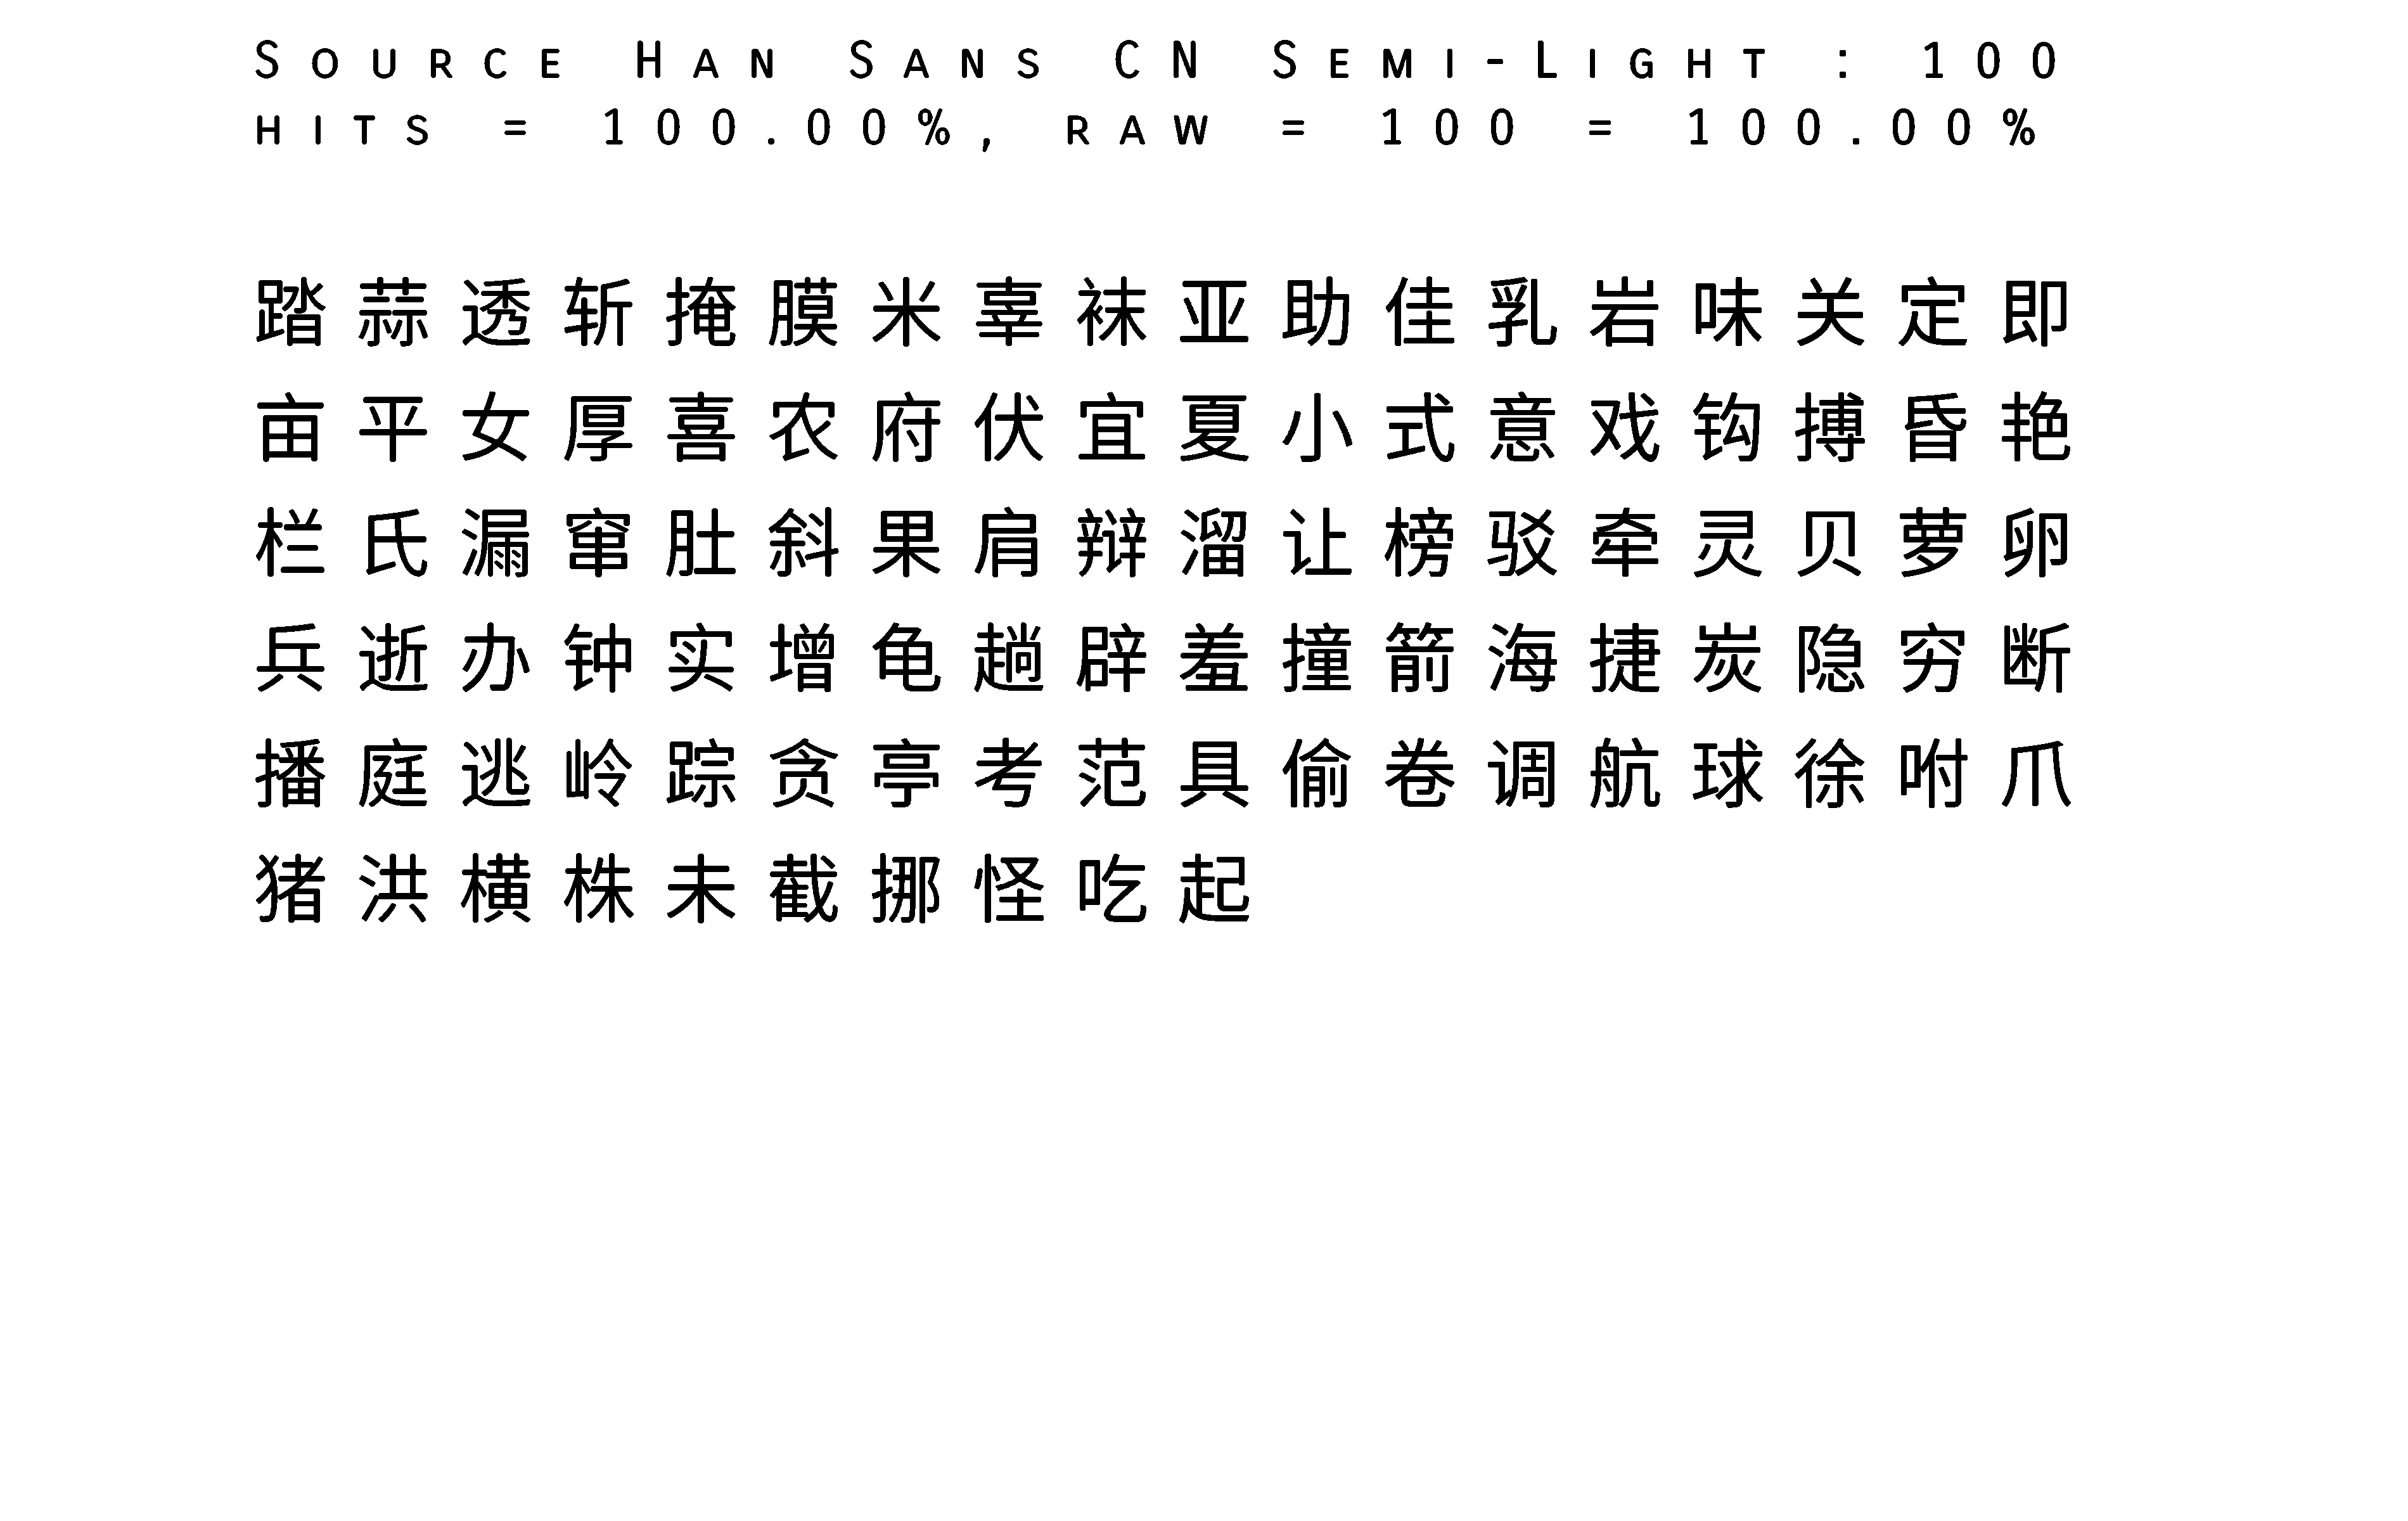 Source Han Sans CN Semi-Light : 100
hits = 100.00%, raw = 100 = 100.00%
踏蒜透斩掩膜米辜袜亚助佳乳岩味关定即
亩平女厚喜农府伏宜夏小式意戏钩搏昏艳
栏氏漏窜肚斜果肩辩溜让榜驳牵灵贝萝卵
兵逝办钟实增龟趟辟羞撞箭海捷炭隐穷断
播庭逃岭踪贪亭考范具偷卷调航球徐咐爪
猪洪横株未截挪怪吃起